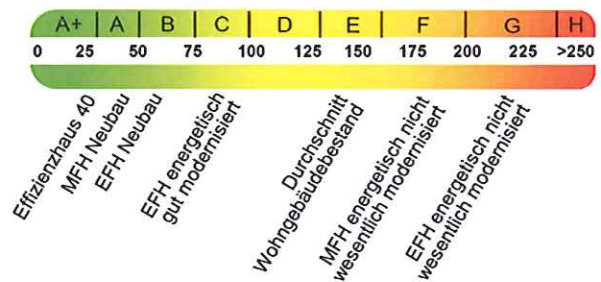 A+ A B C D E F G H
0 25 50 75 100 125 150 175 200 225 >250
Effizienzhaus 40
MFH Neubau
EFH Neubau
EFH energetisch
gut modernisiert
Durchschnitt
Wohngebäudebestand
MFH energetisch nicht
wesentlich modernisiert
EFH energetisch nicht
wesentlich modernisiert